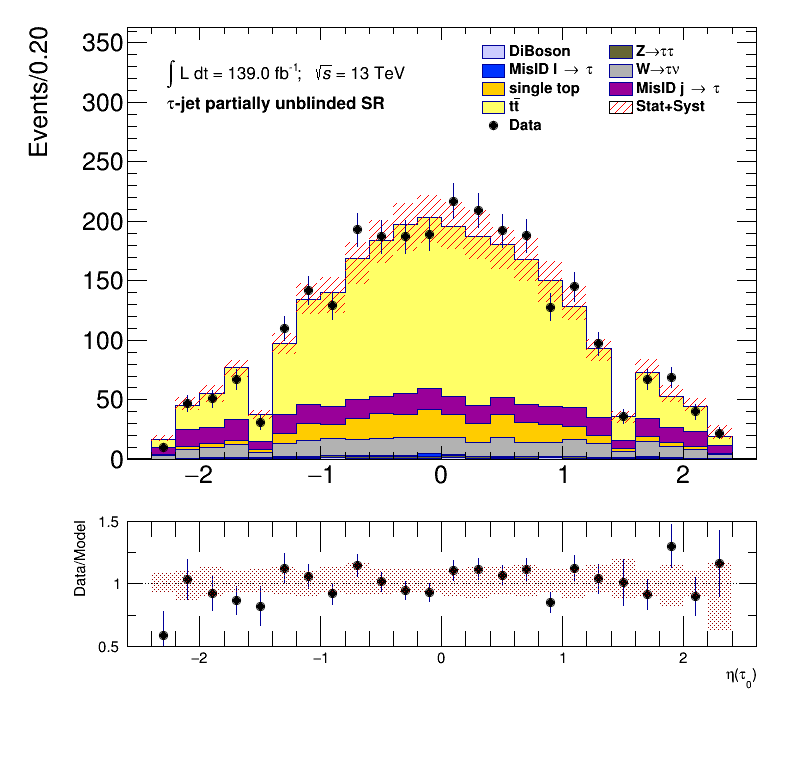 Events/0.20
350
300
250
200
150
100
50
0
∫ L dt = 139.0 fb⁻¹; √s = 13 TeV
τ-jet partially unblinded SR
DiBoson
Z→ττ
MisID l → τ
W→τν
single top
MisID j → τ
tt̄
Stat+Syst
Data
−2 −1 0 1 2
Data/Model
1.5
1
0.5
−2 −1 0 1 2
η(τ₀)